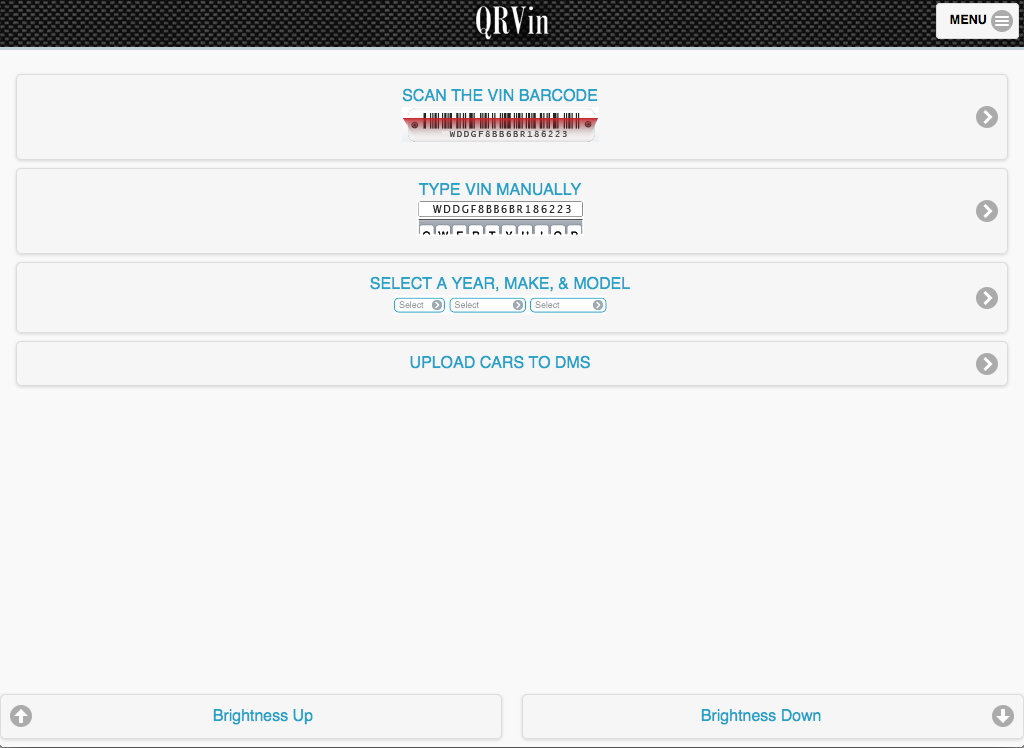 QRVin
MENU
SCAN THE VIN BARCODE
WDDGF8BB6BR186223
TYPE VIN MANUALLY
WDDGF8BB6BR186223
Q W E R T Y U I O P
SELECT A YEAR, MAKE, & MODEL
Select Select Select
UPLOAD CARS TO DMS
Brightness Up
Brightness Down